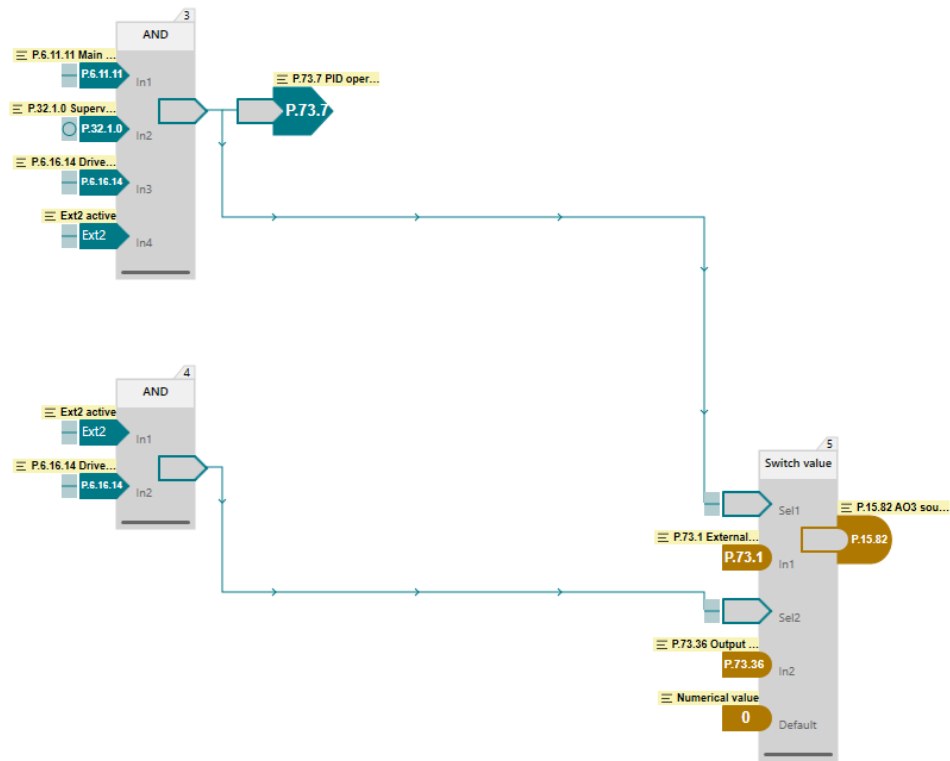 3
AND
P.6.11.11 Main ...
P.6.11.11
In1
P.32.1.0 Superv...
P.32.1.0
In2
P.6.16.14 Drive...
P.6.16.14
In3
Ext2 active
Ext2
In4
P.73.7 PID oper...
P.73.7
4
AND
Ext2 active
Ext2
In1
P.6.16.14 Drive...
P.6.16.14
In2
5
Switch value
Sel1
P.15.82 AO3 sou...
P.15.82
P.73.1 External...
P.73.1
In1
Sel2
P.73.36 Output ...
P.73.36
In2
Numerical value
0
Default